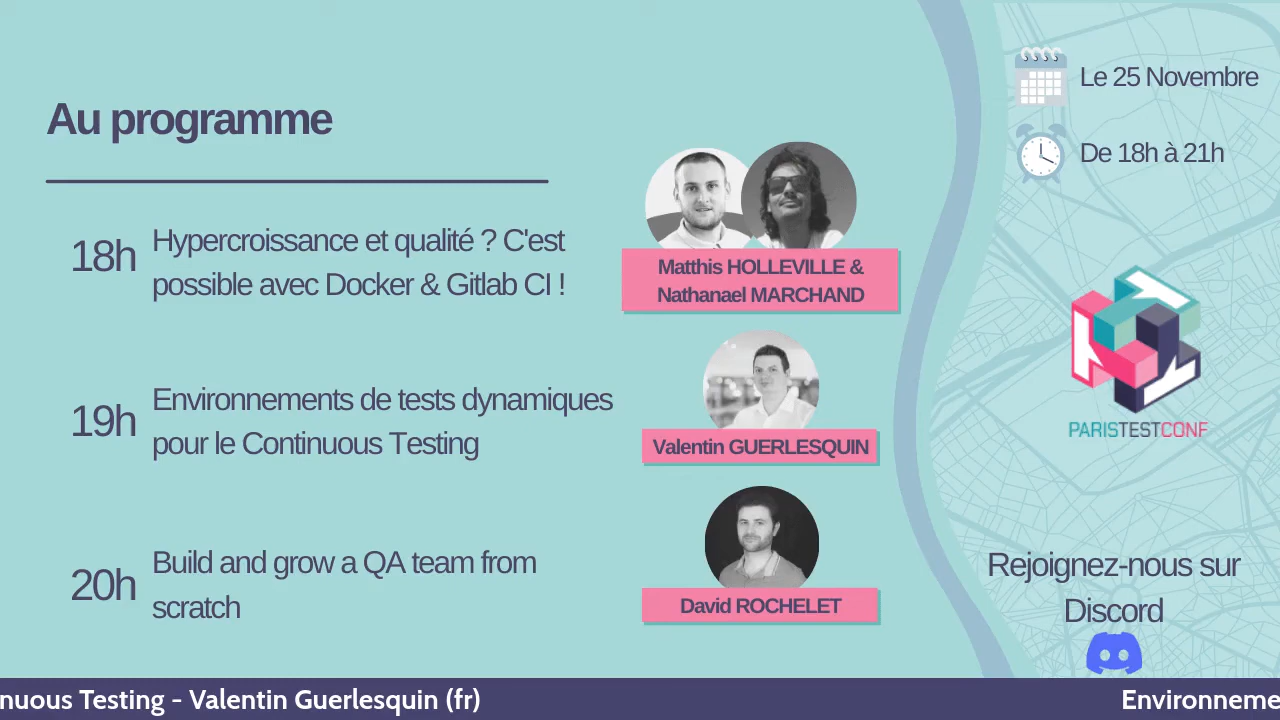 Au programme
18h
Hypercroissance et qualité ? C'est
possible avec Docker & Gitlab CI !
Matthis HOLLEVILLE &
Nathanael MARCHAND
19h
Environnements de tests dynamiques
pour le Continuous Testing
Valentin GUERLESQUIN
20h
Build and grow a QA team from
scratch
David ROCHELET
Le 25 Novembre
De 18h à 21h
PARISTESTCONF
Rejoignez-nous sur
Discord
nuous Testing - Valentin Guerlesquin (fr)
Environneme